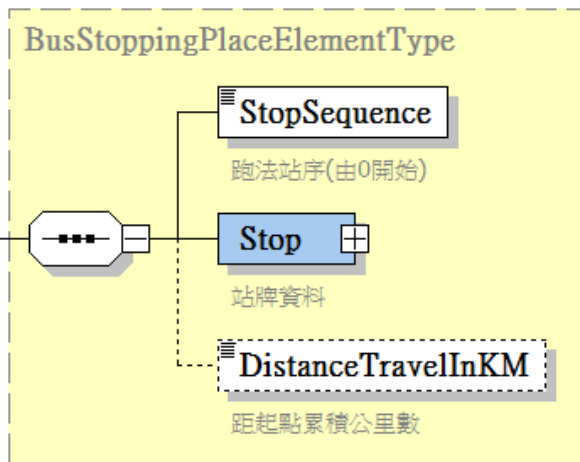 BusStoppingPlaceElementType
StopSequence
跑法站序(由0開始)
Stop
站牌資料
DistanceTravelInKM
距起點累積公里數